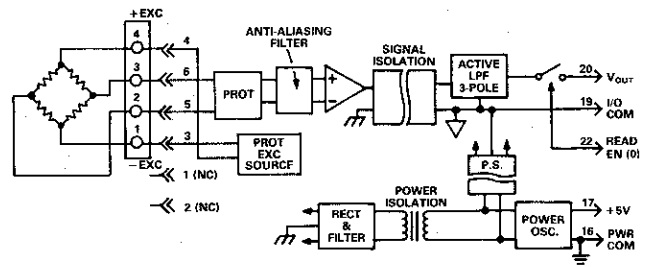 +EXC
4
3
2
1
−EXC
4
6
5
3
1 (NC)
2 (NC)
PROT
ANTI-ALIASING
FILTER
+
−
PROT
EXC
SOURCE
SIGNAL
ISOLATION
ACTIVE
LPF
3-POLE
20
VOUT
19
I/O
COM
22
READ
EN (0)
P.S.
POWER
ISOLATION
RECT
&
FILTER
POWER
OSC.
17
+5V
16
PWR
COM